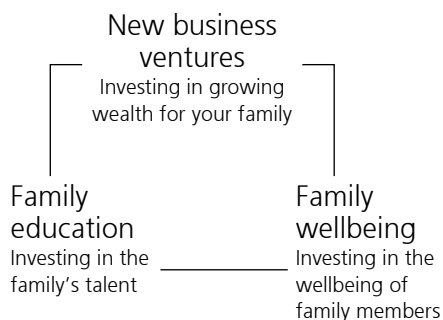 New business
ventures
Investing in growing
wealth for your family
Family
education
Investing in the
family's talent
Family
wellbeing
Investing in the
wellbeing of
family members